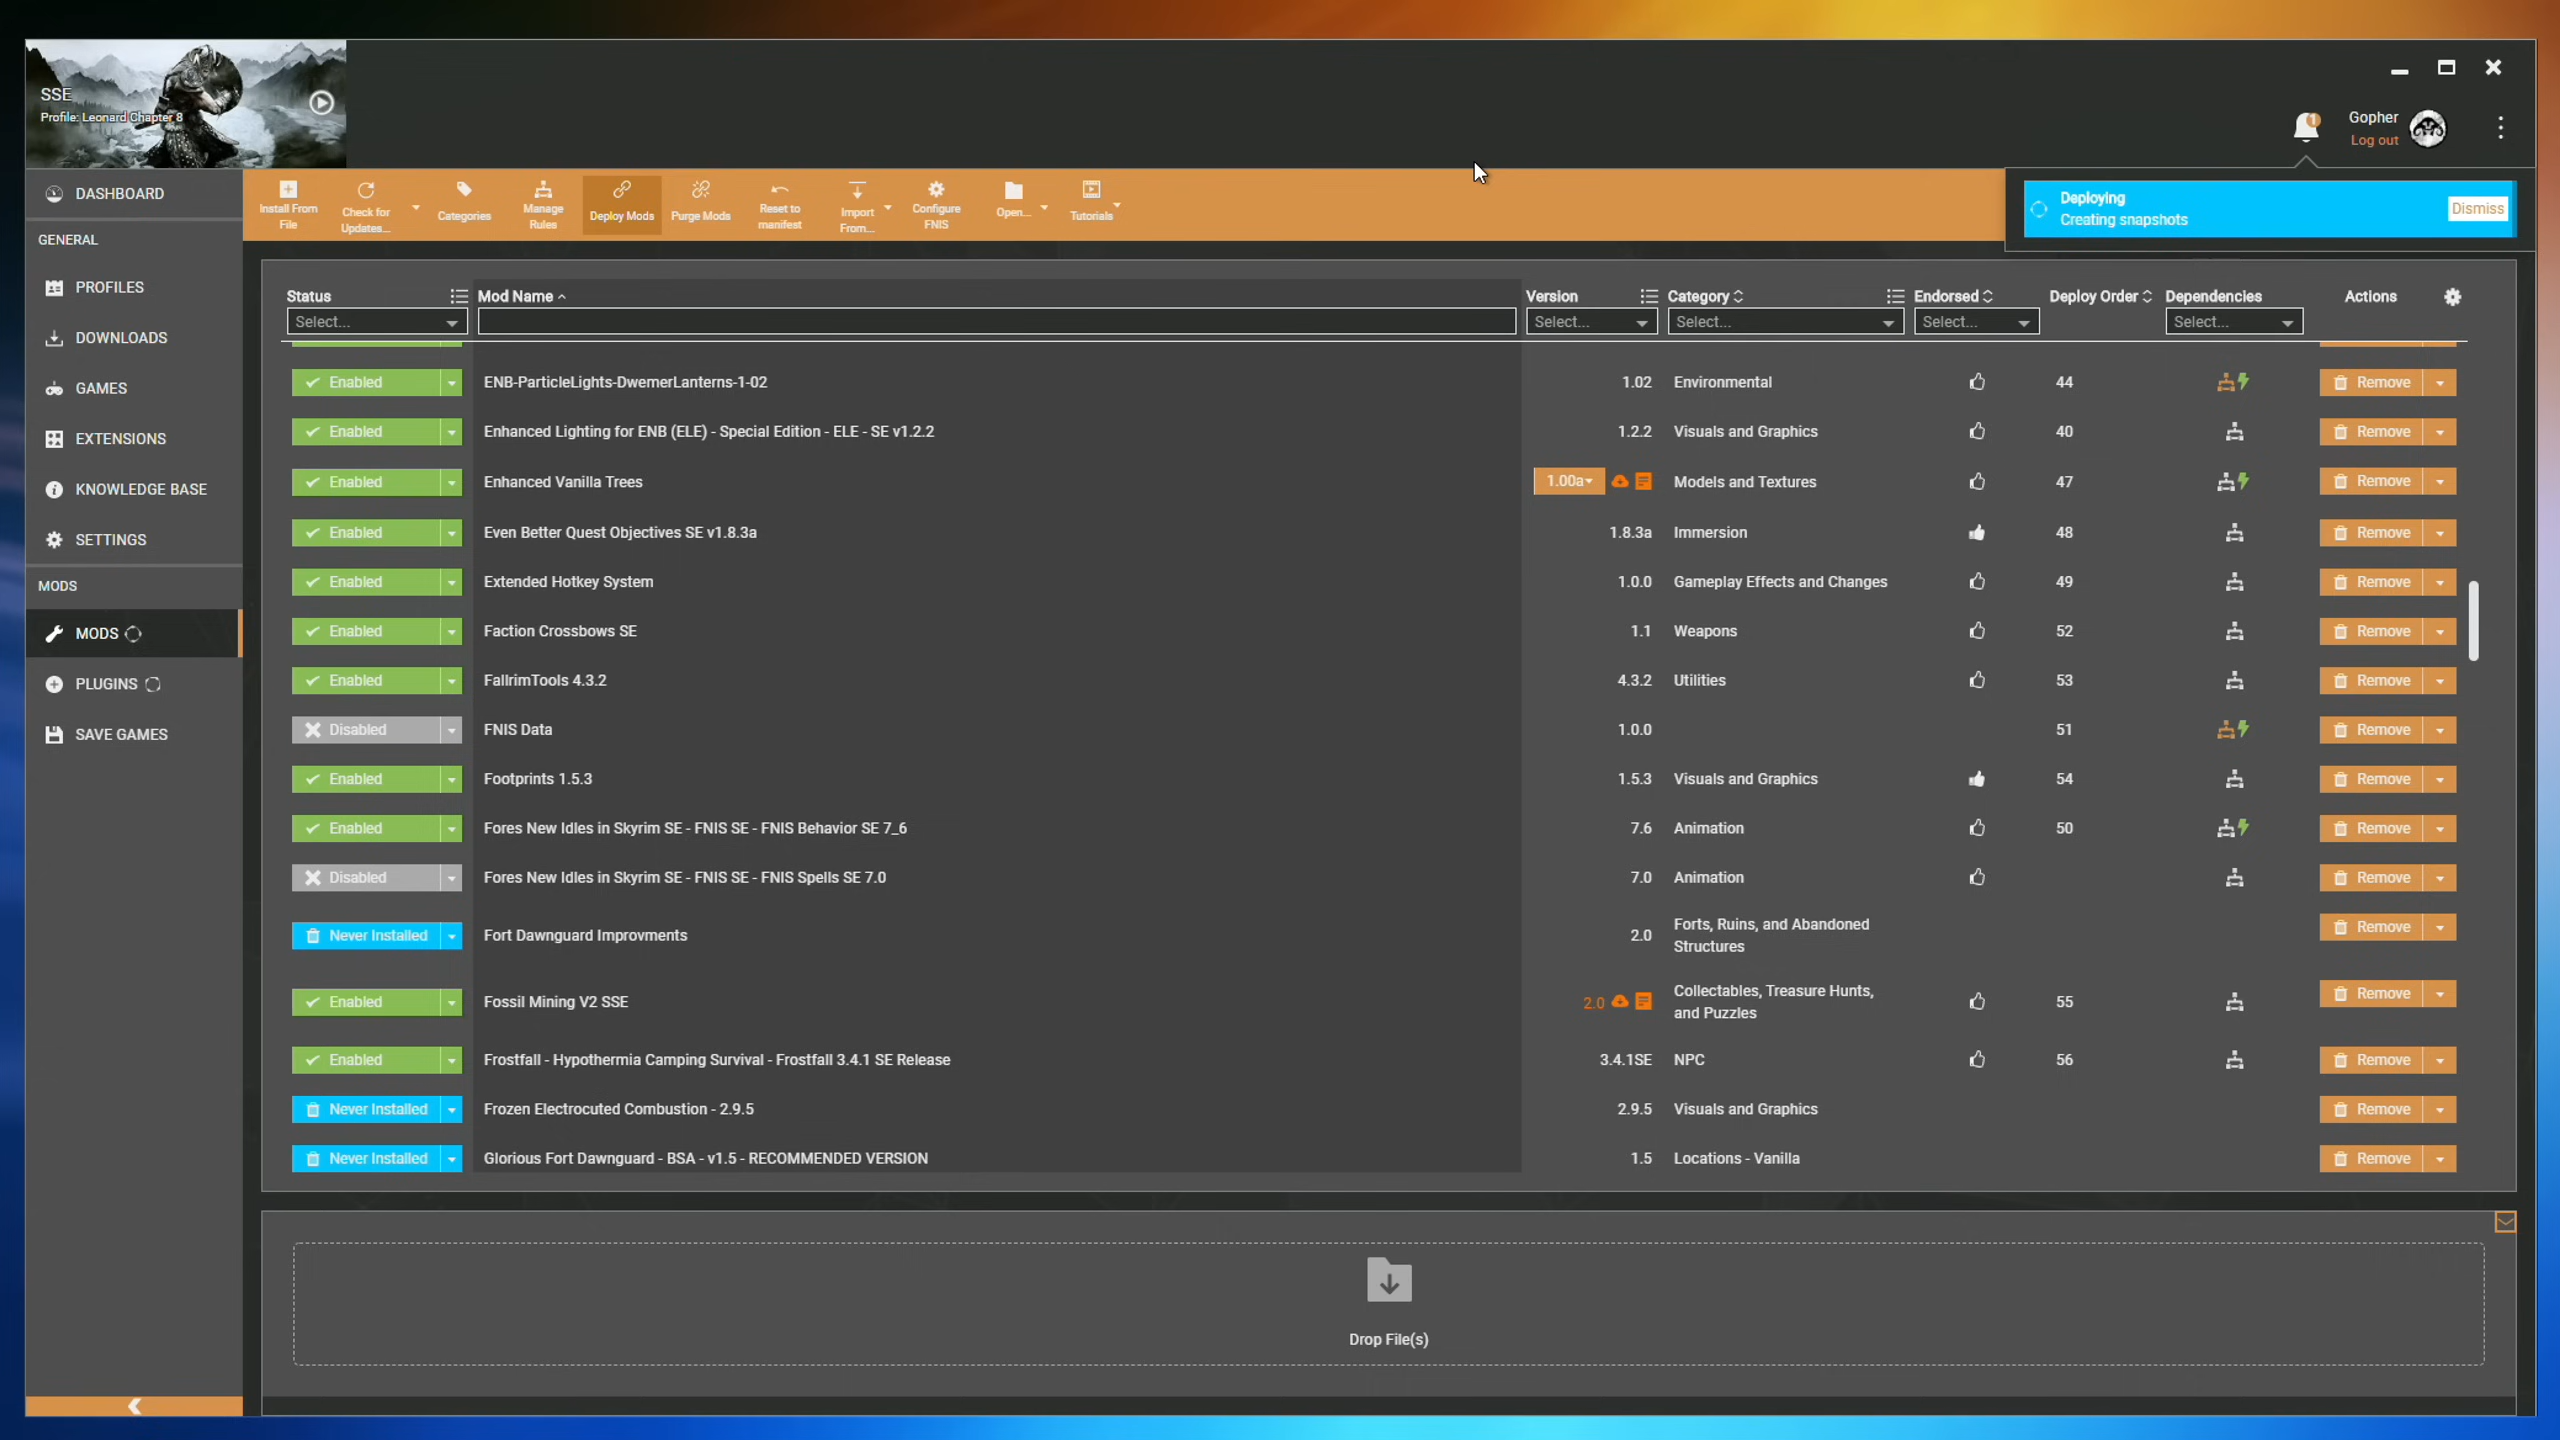 SSE
Profile: Leonard Chapter 8
1
Gopher
Log out
DASHBOARD
GENERAL
PROFILES
DOWNLOADS
GAMES
EXTENSIONS
KNOWLEDGE BASE
SETTINGS
MODS
MODS
PLUGINS
SAVE GAMES
Install From
File
Check for
Updates...
Categories
Manage
Rules
Deploy Mods
Purge Mods
Reset to
manifest
Import
From...
Configure
FNIS
Open...
Tutorials
Deploying
Creating snapshots
Dismiss
Status Mod Name Version Category Endorsed Deploy Order Dependencies Actions
Select... Select... Select... Select... Select...
Enabled ENB-ParticleLights-DwemerLanterns-1-02 1.02 Environmental 44 Remove
Enabled Enhanced Lighting for ENB (ELE) - Special Edition - ELE - SE v1.2.2 1.2.2 Visuals and Graphics 40 Remove
Enabled Enhanced Vanilla Trees 1.00a Models and Textures 47 Remove
Enabled Even Better Quest Objectives SE v1.8.3a 1.8.3a Immersion 48 Remove
Enabled Extended Hotkey System 1.0.0 Gameplay Effects and Changes 49 Remove
Enabled Faction Crossbows SE 1.1 Weapons 52 Remove
Enabled FallrimTools 4.3.2 4.3.2 Utilities 53 Remove
Disabled FNIS Data 1.0.0 51 Remove
Enabled Footprints 1.5.3 1.5.3 Visuals and Graphics 54 Remove
Enabled Fores New Idles in Skyrim SE - FNIS SE - FNIS Behavior SE 7_6 7.6 Animation 50 Remove
Disabled Fores New Idles in Skyrim SE - FNIS SE - FNIS Spells SE 7.0 7.0 Animation Remove
Never Installed Fort Dawnguard Improvments 2.0 Forts, Ruins, and Abandoned
Structures Remove
Enabled Fossil Mining V2 SSE 2.0 Collectables, Treasure Hunts,
and Puzzles 55 Remove
Enabled Frostfall - Hypothermia Camping Survival - Frostfall 3.4.1 SE Release 3.4.1SE NPC 56 Remove
Never Installed Frozen Electrocuted Combustion - 2.9.5 2.9.5 Visuals and Graphics Remove
Never Installed Glorious Fort Dawnguard - BSA - v1.5 - RECOMMENDED VERSION 1.5 Locations - Vanilla Remove
Drop File(s)